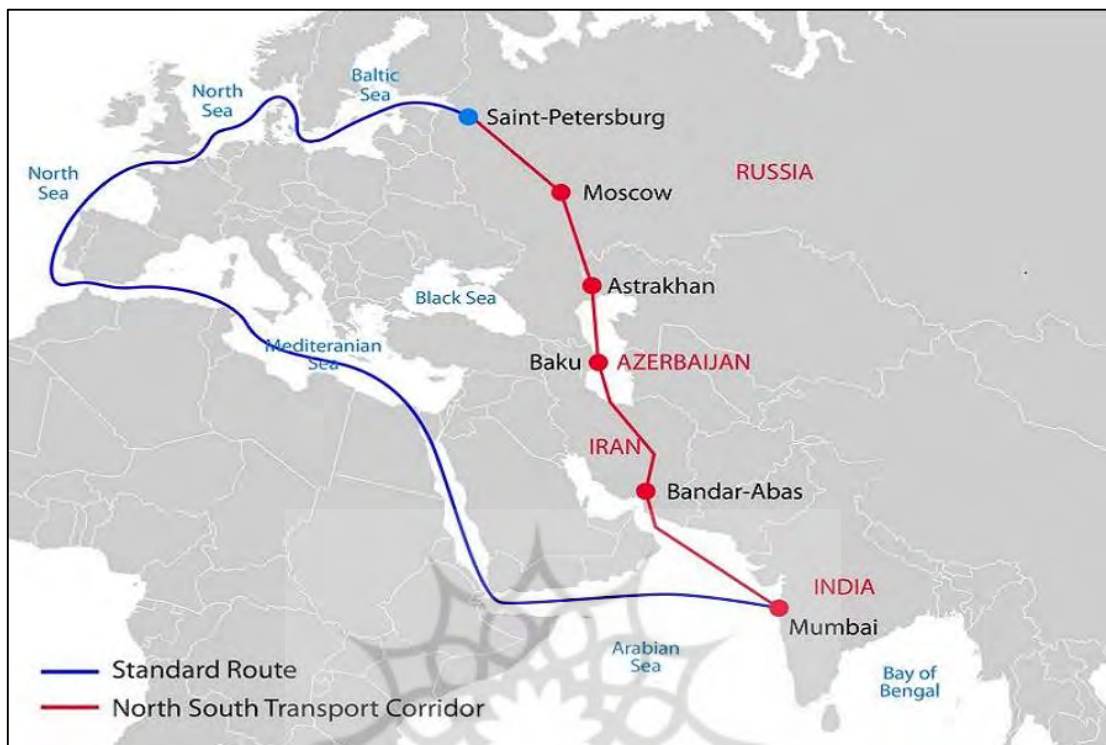 Baltic
Sea
North
Sea
Saint-Petersburg
North
Sea
RUSSIA
Moscow
Astrakhan
Black Sea
Mediteranian
Sea
Baku
AZERBAIJAN
IRAN
Bandar-Abas
INDIA
Mumbai
Arabian
Sea
Bay of
Bengal
Standard Route
North South Transport Corridor